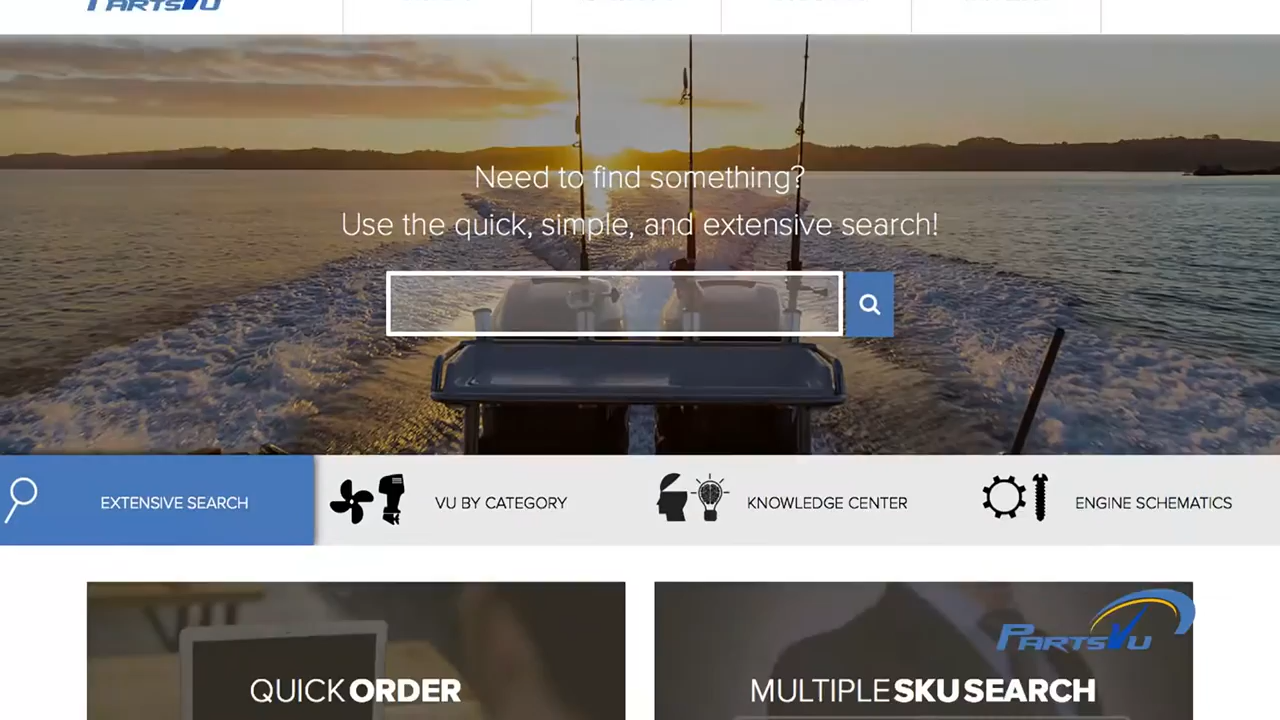 PARTSVU
Need to find something?
Use the quick, simple, and extensive search!
EXTENSIVE SEARCH
VU BY CATEGORY
KNOWLEDGE CENTER
ENGINE SCHEMATICS
PARTSVU
QUICK ORDER
MULTIPLE SKU SEARCH